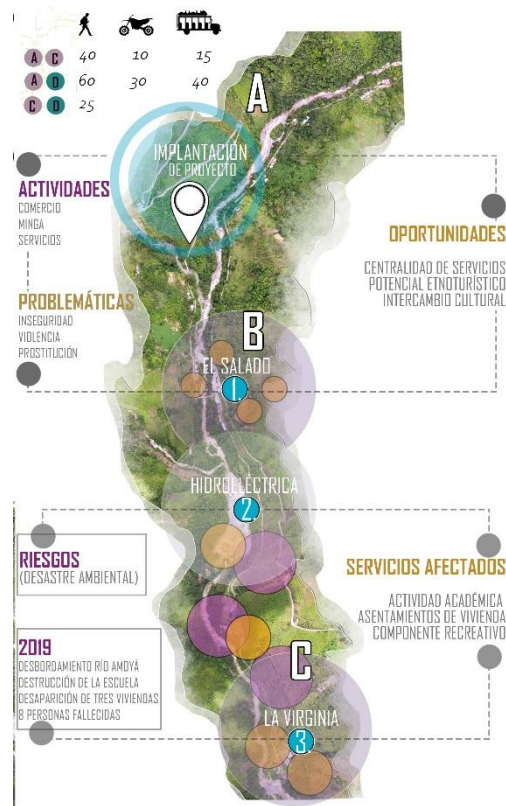 A C 40 10 15
A D 60 30 40
C D 25
A
IMPLANTACIÓN
DE PROYECTO
ACTIVIDADES
COMERCIO
MINGA
SERVICIOS
OPORTUNIDADES
CENTRALIDAD DE SERVICIOS
POTENCIAL ETNOTURÍSTICO
INTERCAMBIO CULTURAL
PROBLEMÁTICAS
INSEGURIDAD
VIOLENCIA
PROSTITUCIÓN
B
EL SALADO
1.
HIDROELÉCTRICA
2.
RIESGOS
(DESASTRE AMBIENTAL)
SERVICIOS AFECTADOS
ACTIVIDAD ACADÉMICA
ASENTAMIENTOS DE VIVIENDA
COMPONENTE RECREATIVO
2019
DESBORDAMIENTO RÍO AMOYÁ
DESTRUCCIÓN DE LA ESCUELA
DESAPARICIÓN DE TRES VIVIENDAS
8 PERSONAS FALLECIDAS
C
LA VIRGINIA
3.